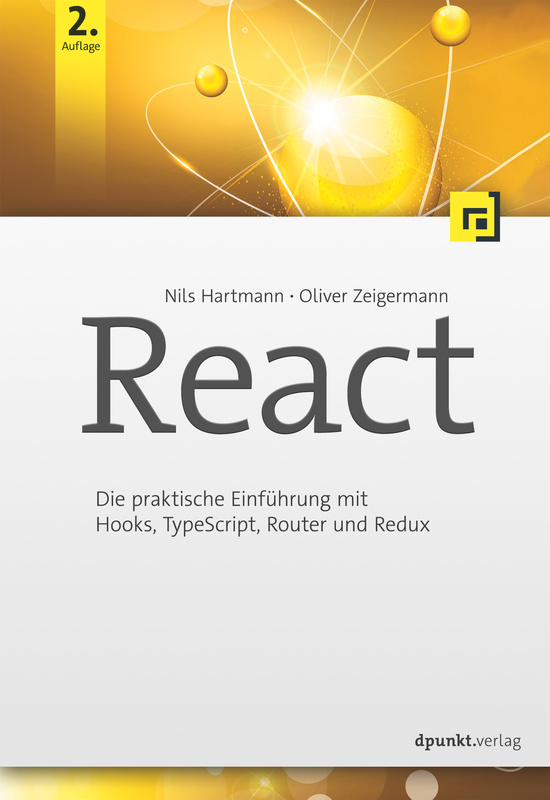 2.
Auflage
Nils Hartmann · Oliver Zeigermann
React
Die praktische Einführung mit
Hooks, TypeScript, Router und Redux
dpunkt.verlag